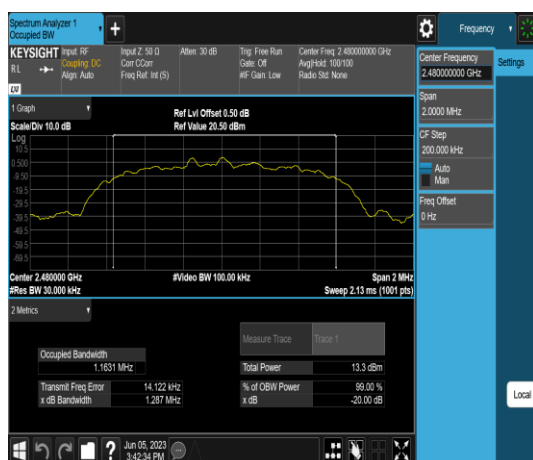 Spectrum Analyzer 1
Occupied BW
+
Frequency
KEYSIGHT
Input: RF
Coupling: DC
Align: Auto
R L
Input Z: 50 Ω
Corr CCorr
Freq Ref: Int (S)
Atten: 30 dB
Trig: Free Run
Gate: Off
#IF Gain: Low
Center Freq: 2.480000000 GHz
Avg|Hold: 100/100
Radio Std: None
Center Frequency
2.480000000 GHz
Settings
Span
2.0000 MHz
CF Step
200.000 kHz
Auto
Man
Freq Offset
0 Hz
1 Graph
Scale/Div 10.0 dB
Ref Lvl Offset 0.50 dB
Ref Value 20.50 dBm
Log
10.5
0.500
-9.50
-19.5
-29.5
-39.5
-49.5
-59.5
-69.5
Center 2.480000 GHz
#Res BW 30.000 kHz
#Video BW 100.00 kHz
Span 2 MHz
Sweep 2.13 ms (1001 pts)
2 Metrics
Measure Trace
Trace 1
Occupied Bandwidth
1.1631 MHz
Total Power
13.3 dBm
Transmit Freq Error
14.122 kHz
% of OBW Power
99.00 %
x dB Bandwidth
1.287 MHz
x dB
-20.00 dB
Local
?
Jun 05, 2023
3:42:34 PM